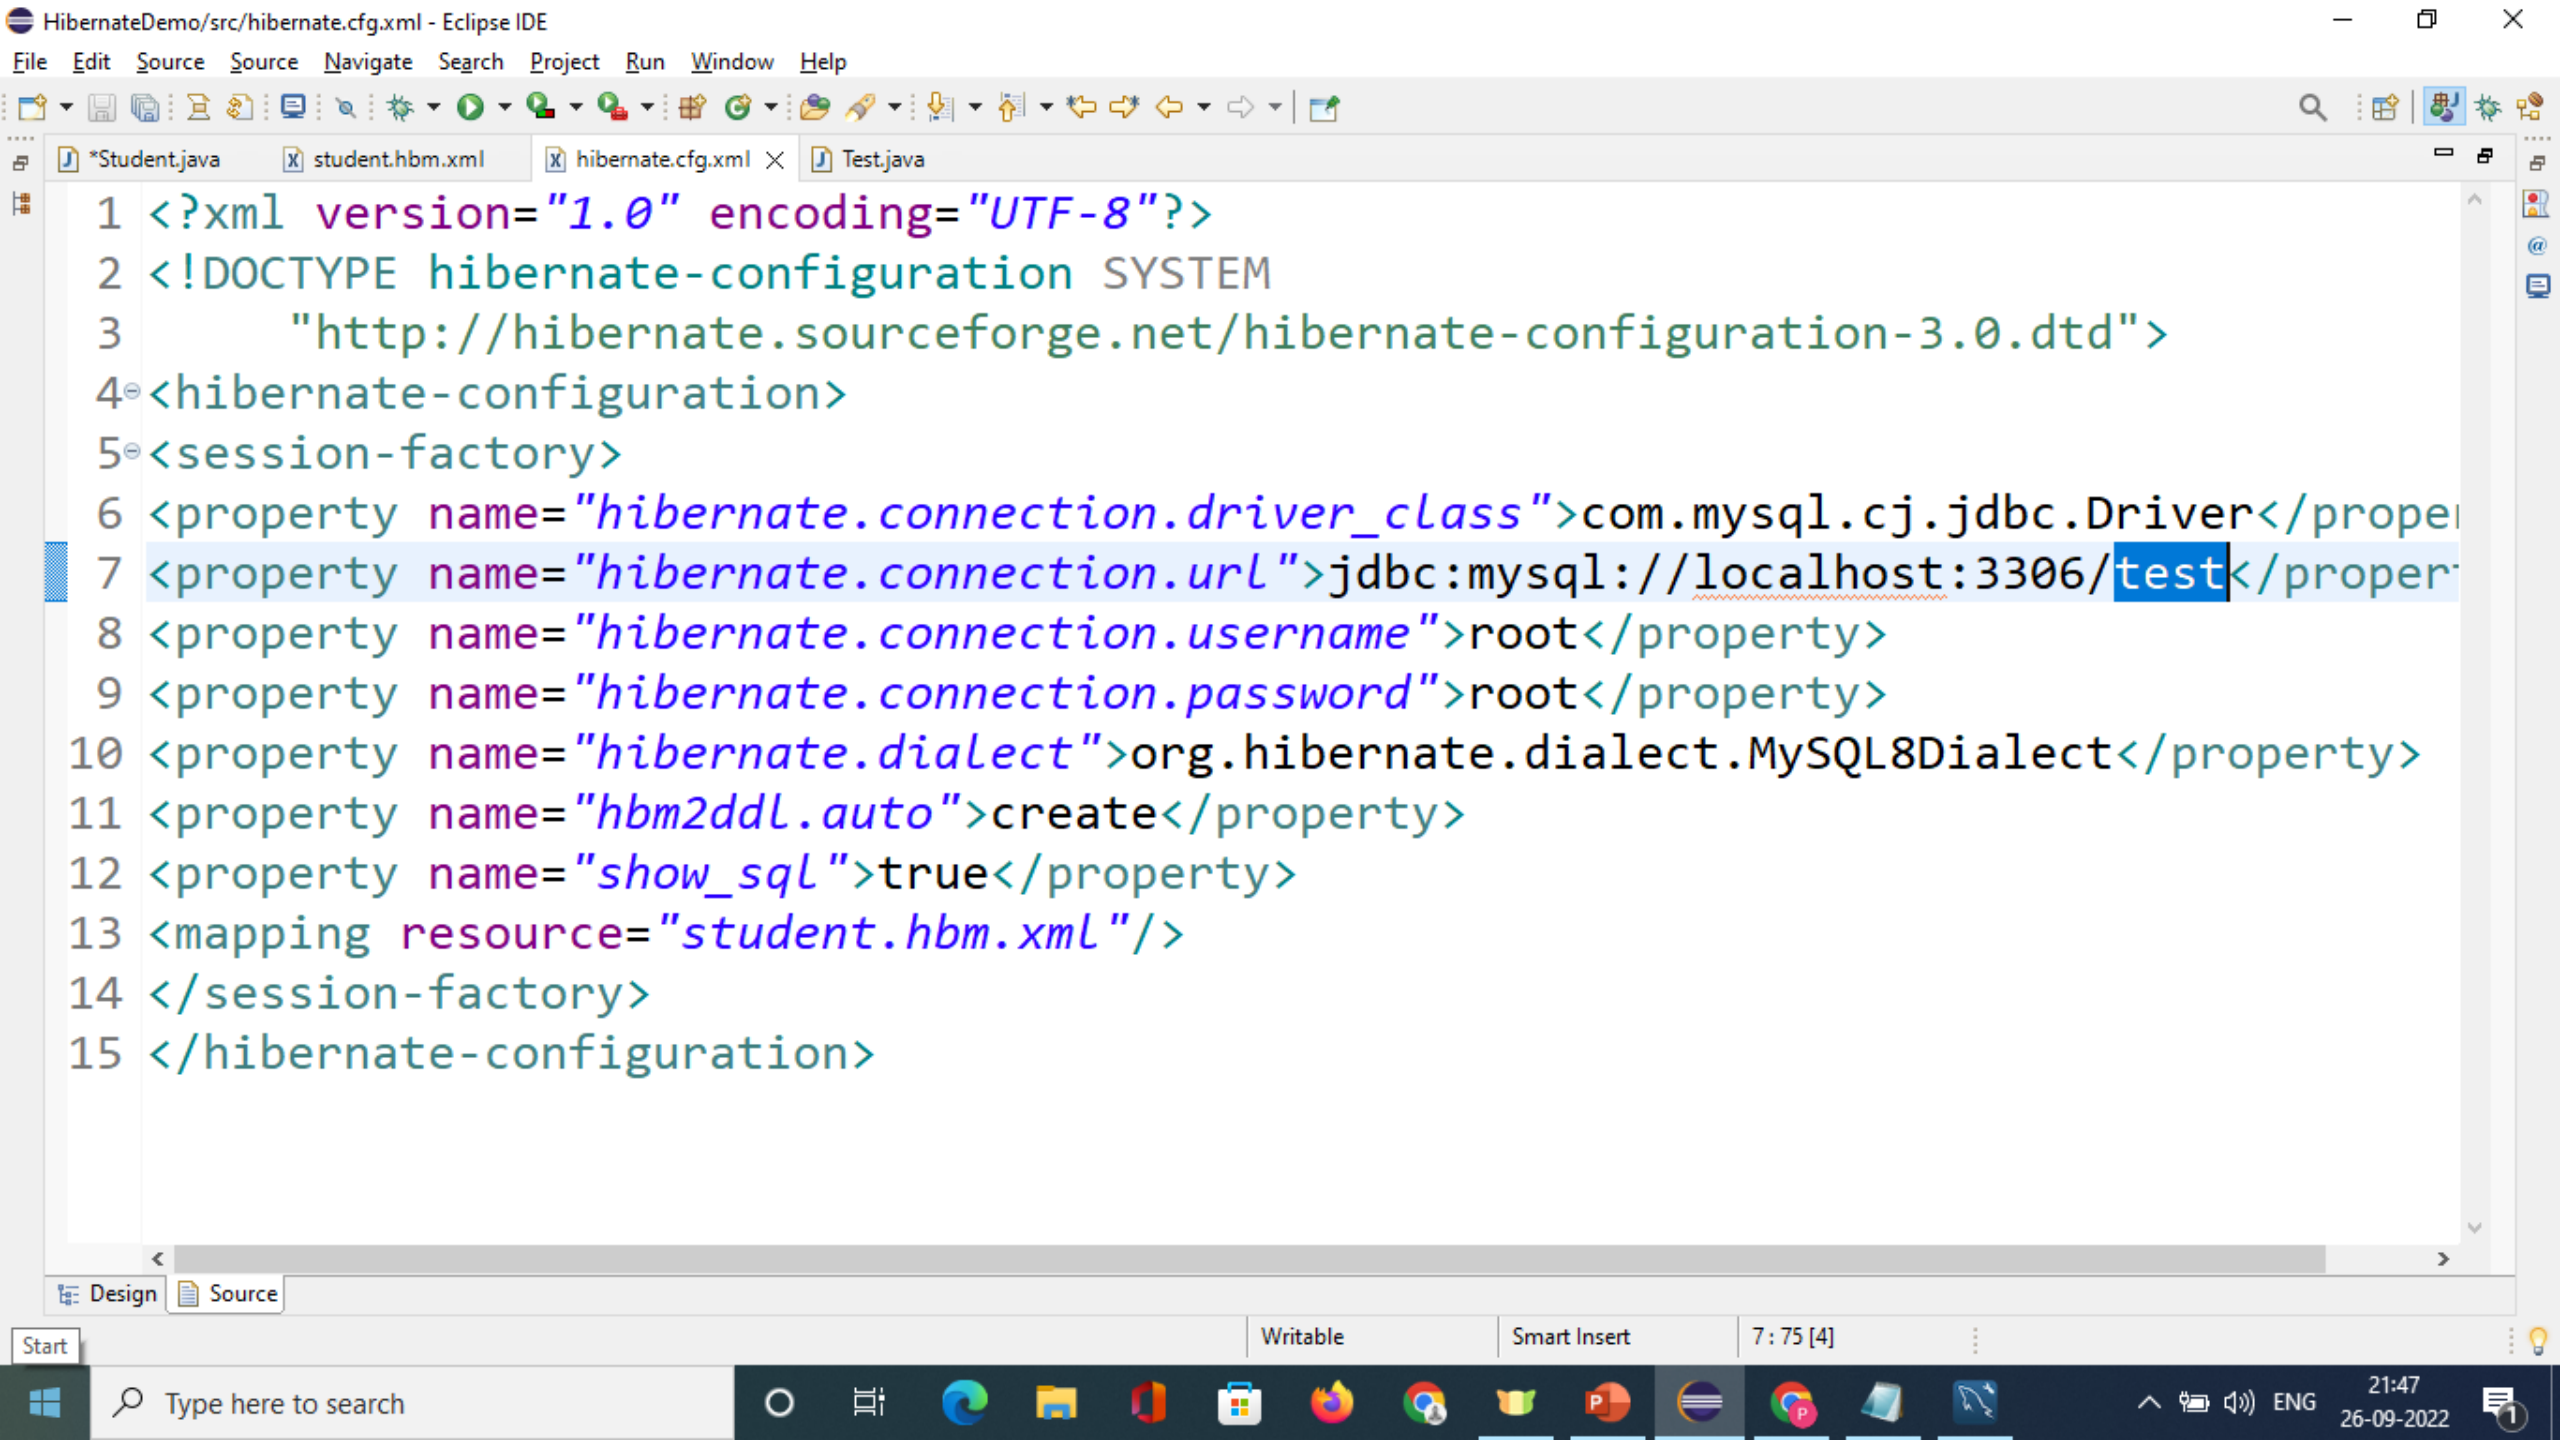 HibernateDemo/src/hibernate.cfg.xml - Eclipse IDE
File Edit Source Source Navigate Search Project Run Window Help
*Student.java student.hbm.xml hibernate.cfg.xml Test.java
1 <?xml version="1.0" encoding="UTF-8"?>
2 <!DOCTYPE hibernate-configuration SYSTEM
3 "http://hibernate.sourceforge.net/hibernate-configuration-3.0.dtd">
4 <hibernate-configuration>
5 <session-factory>
6 <property name="hibernate.connection.driver_class">com.mysql.cj.jdbc.Driver</proper
7 <property name="hibernate.connection.url">jdbc:mysql://localhost:3306/test</propert
8 <property name="hibernate.connection.username">root</property>
9 <property name="hibernate.connection.password">root</property>
10 <property name="hibernate.dialect">org.hibernate.dialect.MySQL8Dialect</property>
11 <property name="hbm2ddl.auto">create</property>
12 <property name="show_sql">true</property>
13 <mapping resource="student.hbm.xml"/>
14 </session-factory>
15 </hibernate-configuration>
Design Source
Writable Smart Insert 7 : 75 [4]
Start
Type here to search
ENG
21:47
26-09-2022
1